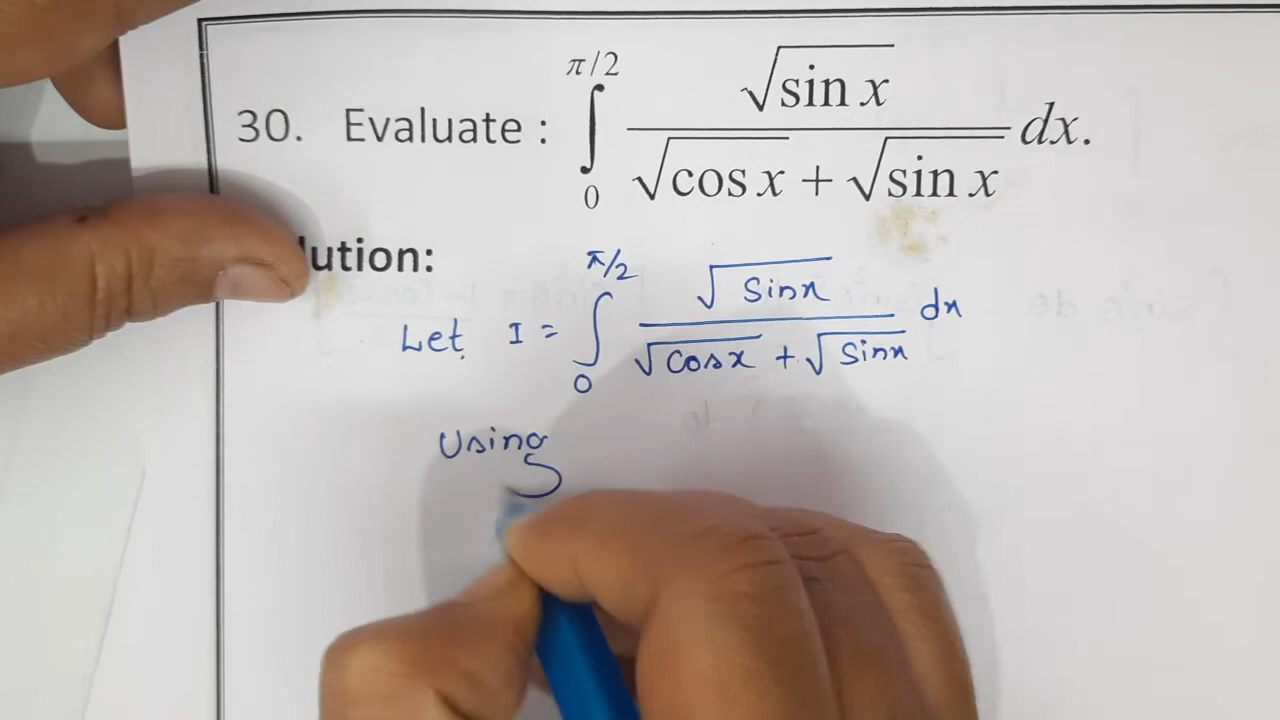 30. Evaluate : ∫₀^{π/2} √(sin x) / (√(cos x) + √(sin x)) dx.
lution:
Let I = ∫₀^{π/2} √(Sinx) / (√(Cosx) + √(Sinx)) dx
Using